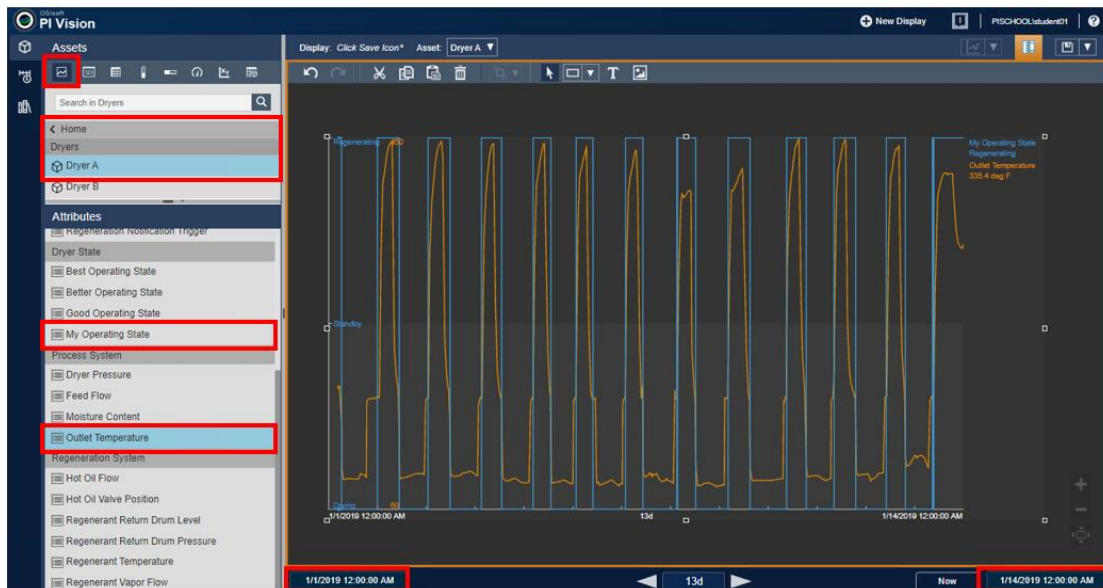 OSIsoft
PI Vision
New Display
PISCHOOL\student01
Assets
Display: Click Save Icon* Asset: Dryer A
Search in Dryers
Home
Dryers
Dryer A
Dryer B
Attributes
Regeneration Notification Trigger
Dryer State
Best Operating State
Better Operating State
Good Operating State
My Operating State
Process System
Dryer Pressure
Feed Flow
Moisture Content
Outlet Temperature
Regeneration System
Hot Oil Flow
Hot Oil Valve Position
Regenerant Return Drum Level
Regenerant Return Drum Pressure
Regenerant Temperature
Regenerant Vapor Flow
Regenerating
My Operating State
Regenerating
Outlet Temperature
335.4 deg F
Standby
Drying 50
1/1/2019 12:00:00 AM 13d 1/14/2019 12:00:00 AM
1/1/2019 12:00:00 AM 13d Now 1/14/2019 12:00:00 AM